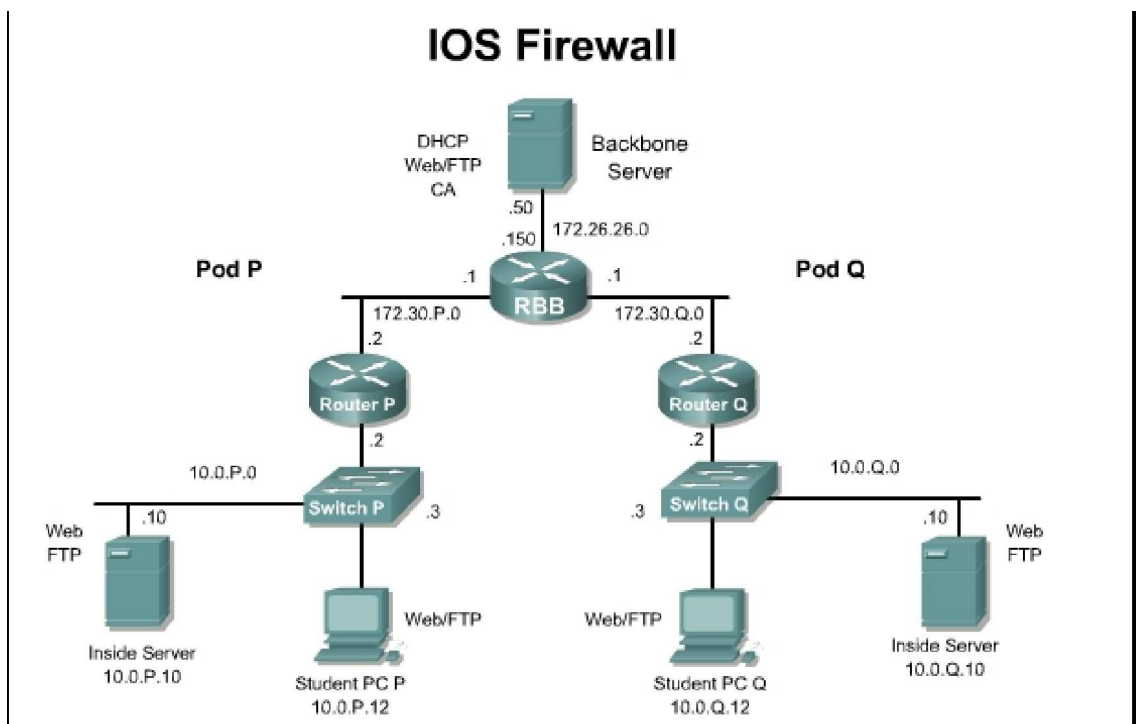 IOS Firewall
DHCP
Web/FTP
CA
Backbone
Server
.50
172.26.26.0
.150
Pod P
Pod Q
.1
.1
RBB
172.30.P.0
172.30.Q.0
.2
.2
Router P
Router Q
.2
.2
10.0.P.0
10.0.Q.0
Switch P
.3
.3
Switch Q
.10
.10
Web
FTP
Web
FTP
Web/FTP
Web/FTP
Inside Server
10.0.P.10
Inside Server
10.0.Q.10
Student PC P
10.0.P.12
Student PC Q
10.0.Q.12